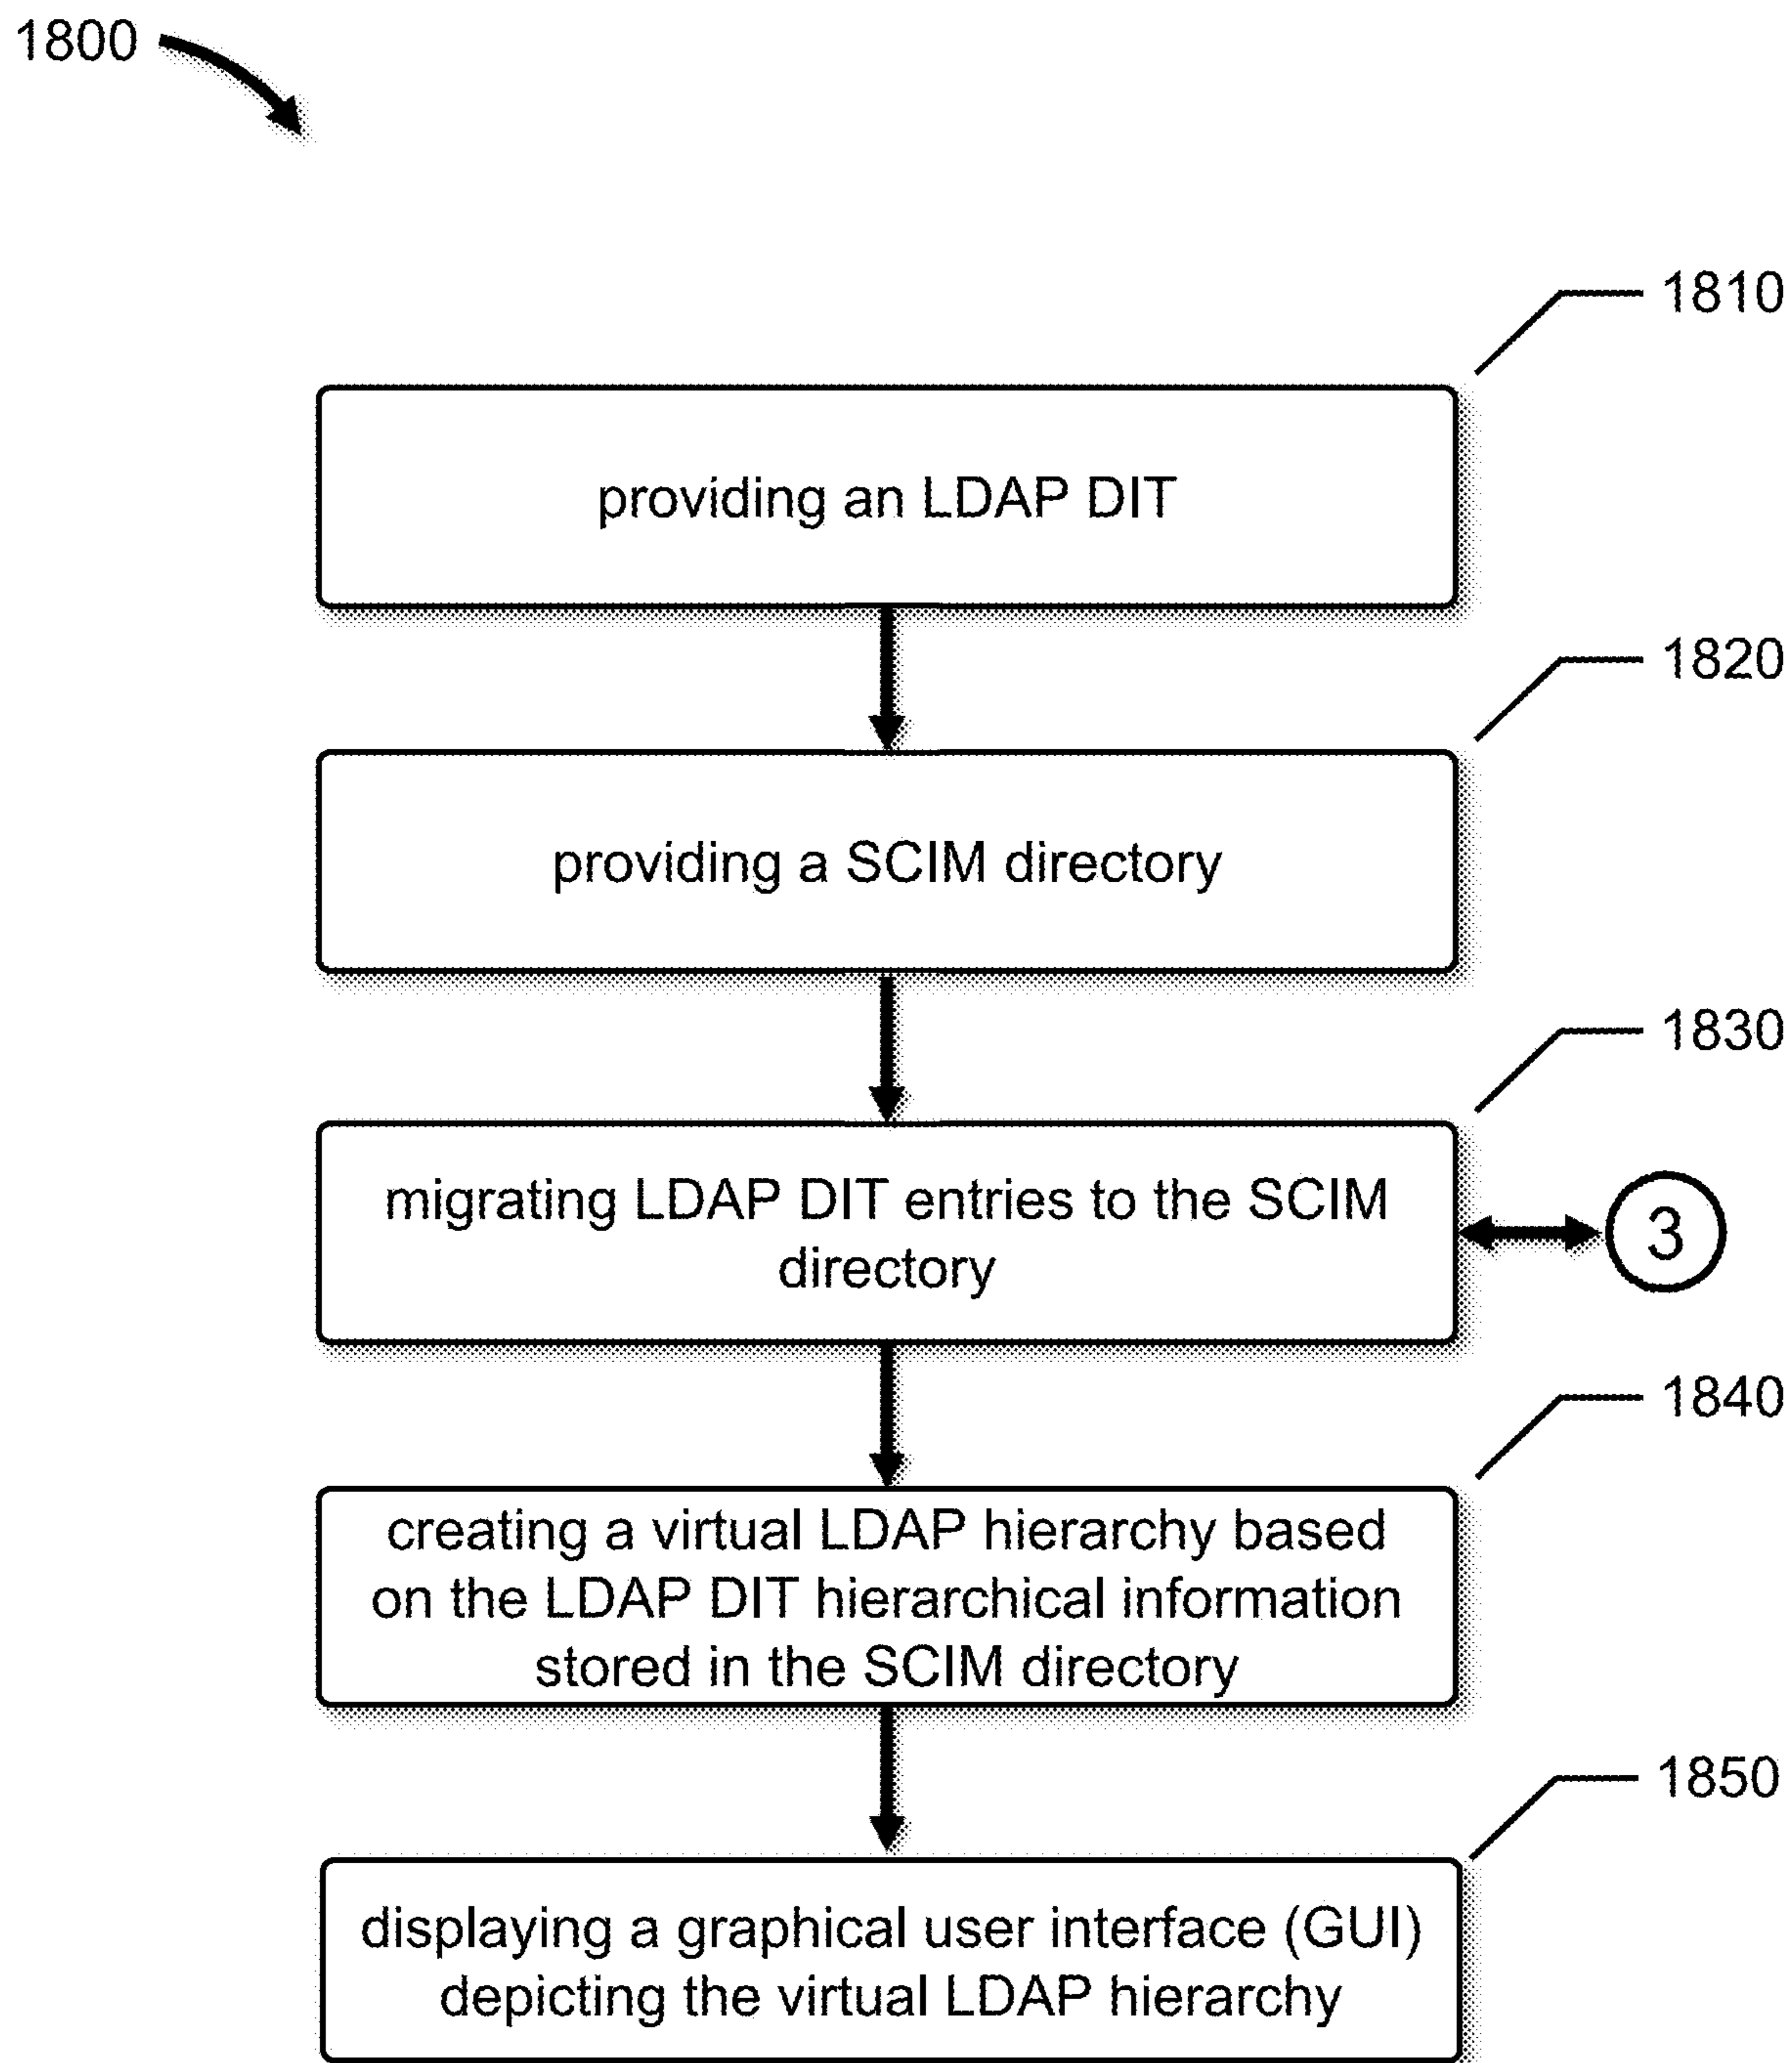 1800
1810
providing an LDAP DIT
1820
providing a SCIM directory
1830
migrating LDAP DIT entries to the SCIM
directory
3
1840
creating a virtual LDAP hierarchy based
on the LDAP DIT hierarchical information
stored in the SCIM directory
1850
displaying a graphical user interface (GUI)
depicting the virtual LDAP hierarchy